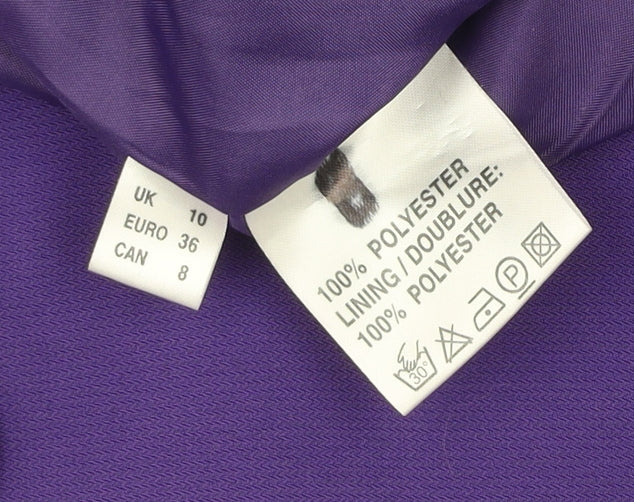 UK 10
EURO 36
CAN 8
100% POLYESTER
LINING / DOUBLURE:
100% POLYESTER
30°
P